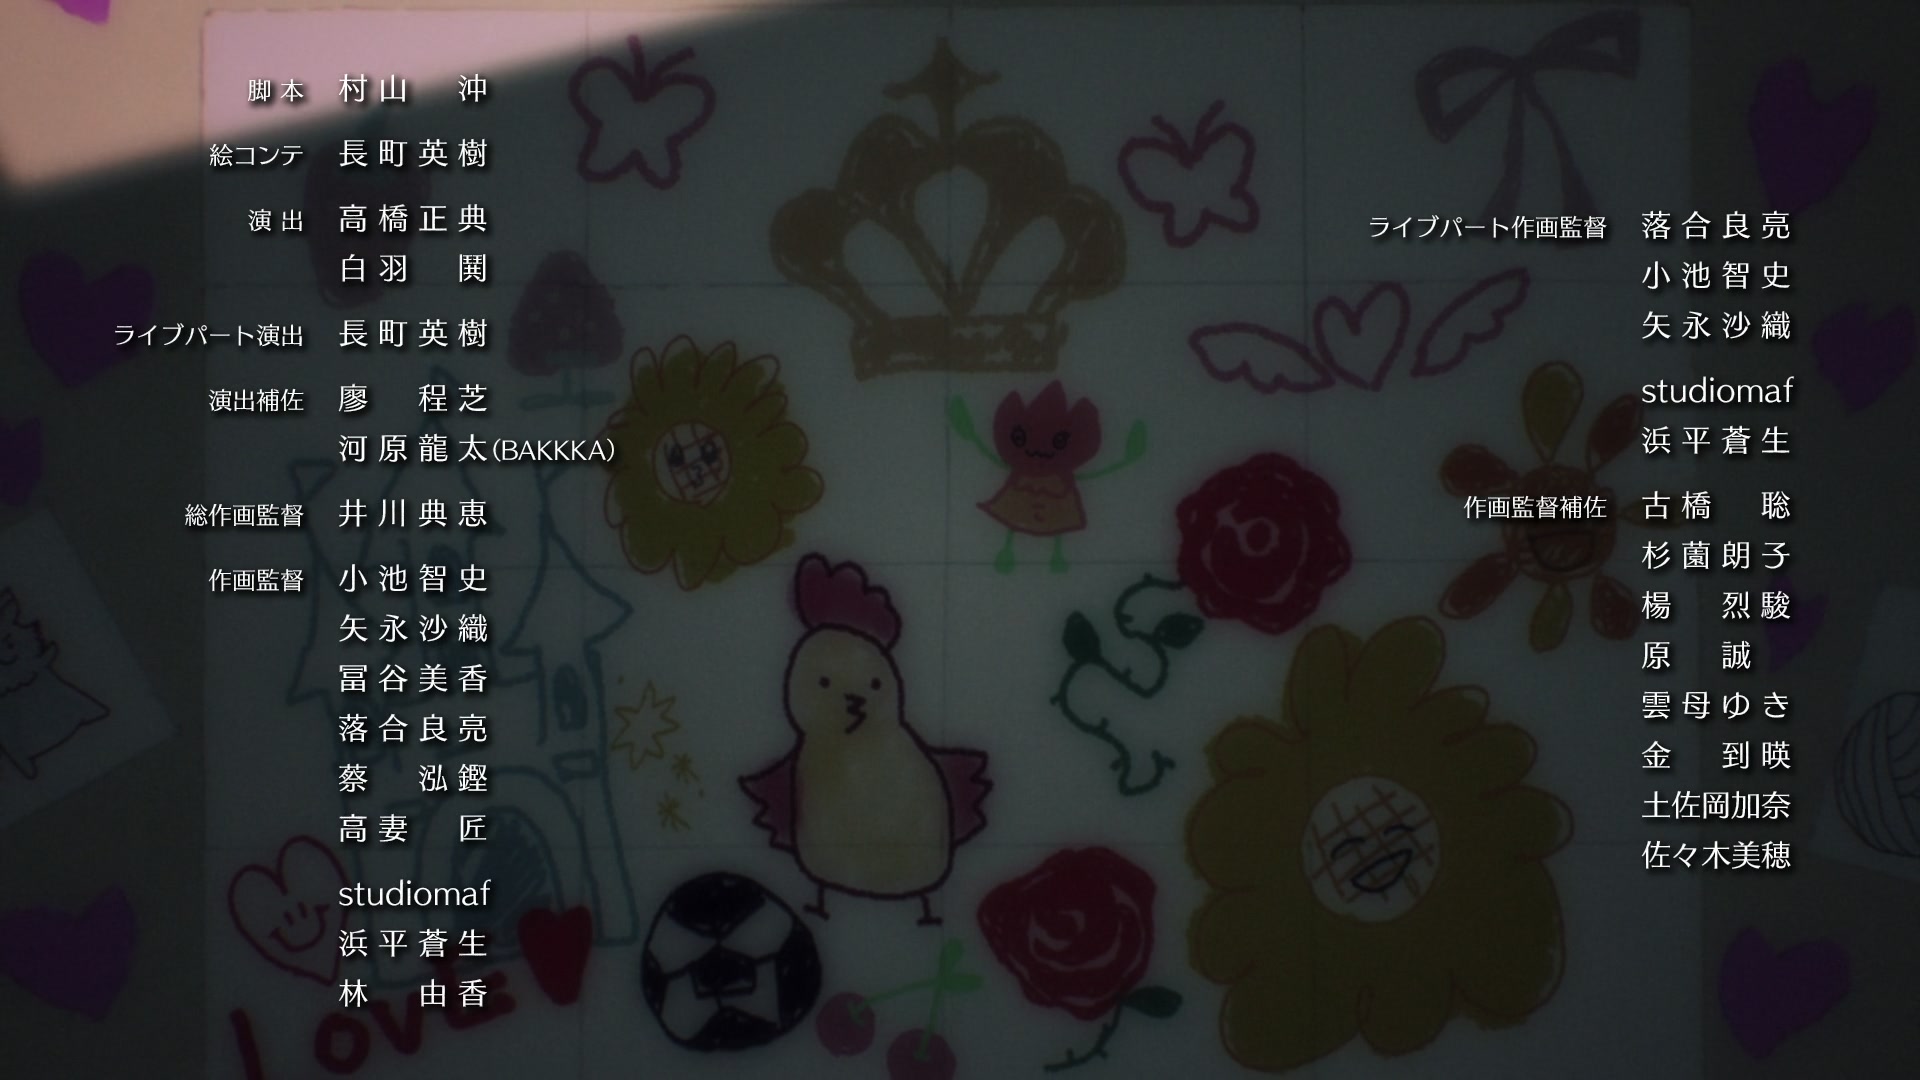 脚本 村山 沖
絵コンテ 長町英樹
演出 高橋正典
白羽 鬨
ライブパート演出 長町英樹
演出補佐 廖 程芝
河原龍太(BAKKKA)
総作画監督 井川典恵
作画監督 小池智史
矢永沙織
冨谷美香
落合良亮
蔡 泓鏗
高妻 匠
studiomaf
浜平蒼生
林 由香
LOVE
ライブパート作画監督 落合良亮
小池智史
矢永沙織
studiomaf
浜平蒼生
作画監督補佐 古橋 聡
杉薗朗子
楊 烈駿
原 誠
雲母ゆき
金 到暎
土佐岡加奈
佐々木美穂